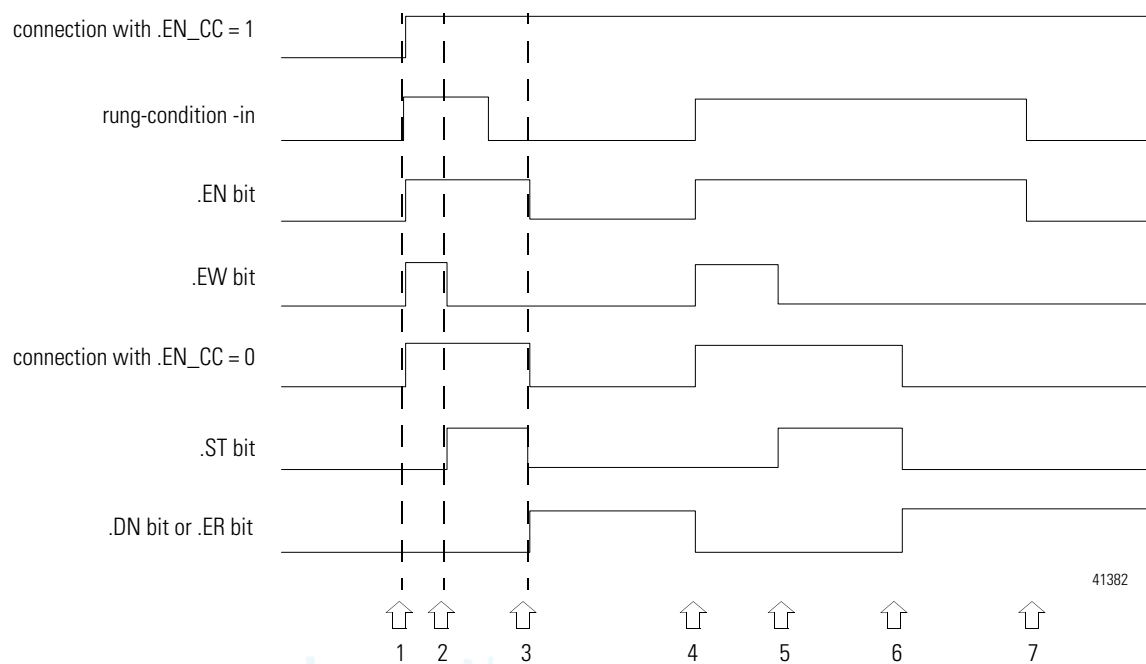 connection with .EN_CC = 1
rung-condition -in
.EN bit
.EW bit
connection with .EN_CC = 0
.ST bit
.DN bit or .ER bit
41382
1 2 3 4 5 6 7